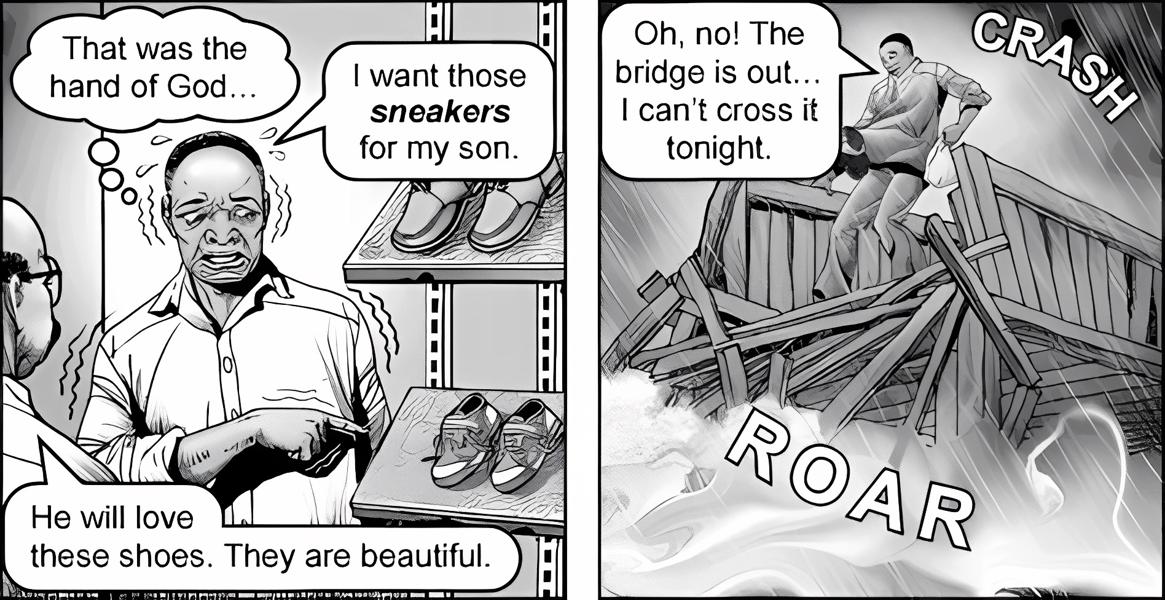 That was the
hand of God...
I want those
sneakers
for my son.
He will love
these shoes. They are beautiful.
Oh, no! The
bridge is out...
I can't cross it
tonight.
CRASH
ROAR